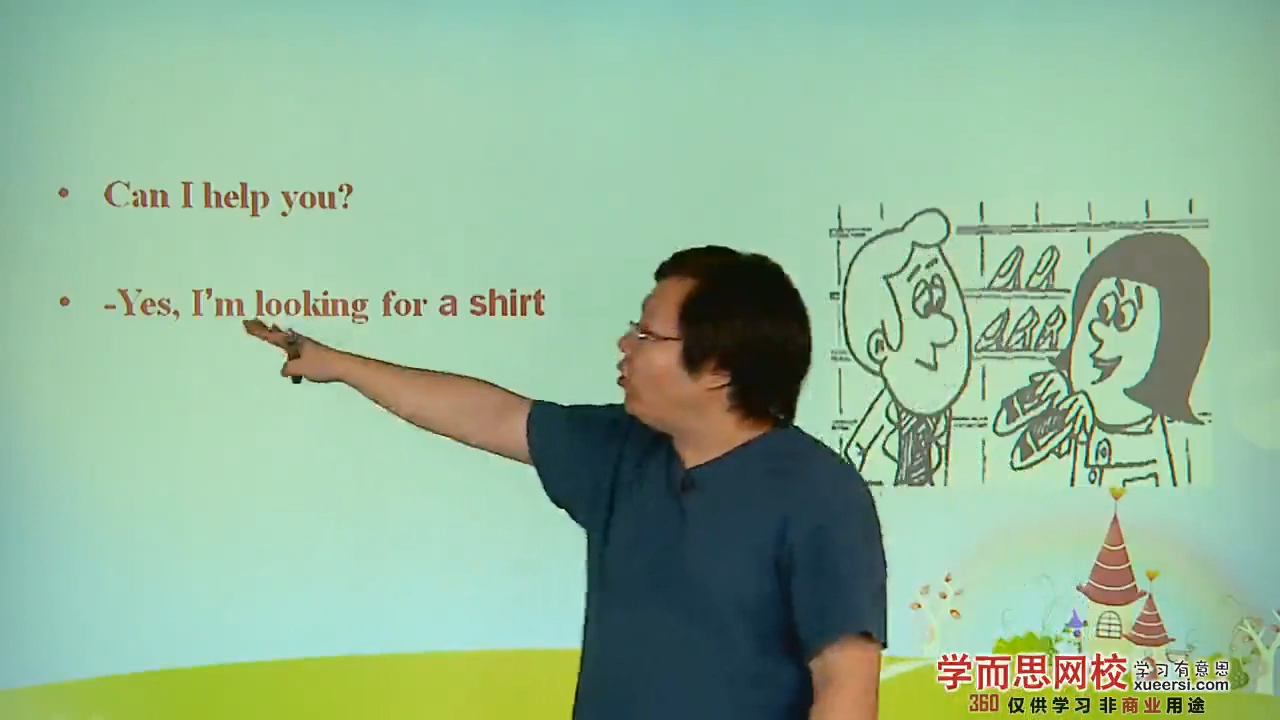 • Can I help you?
• -Yes, I’m looking for a shirt
学而思网校 学习有意思
xueersi.com
360 仅供学习 非商业用途